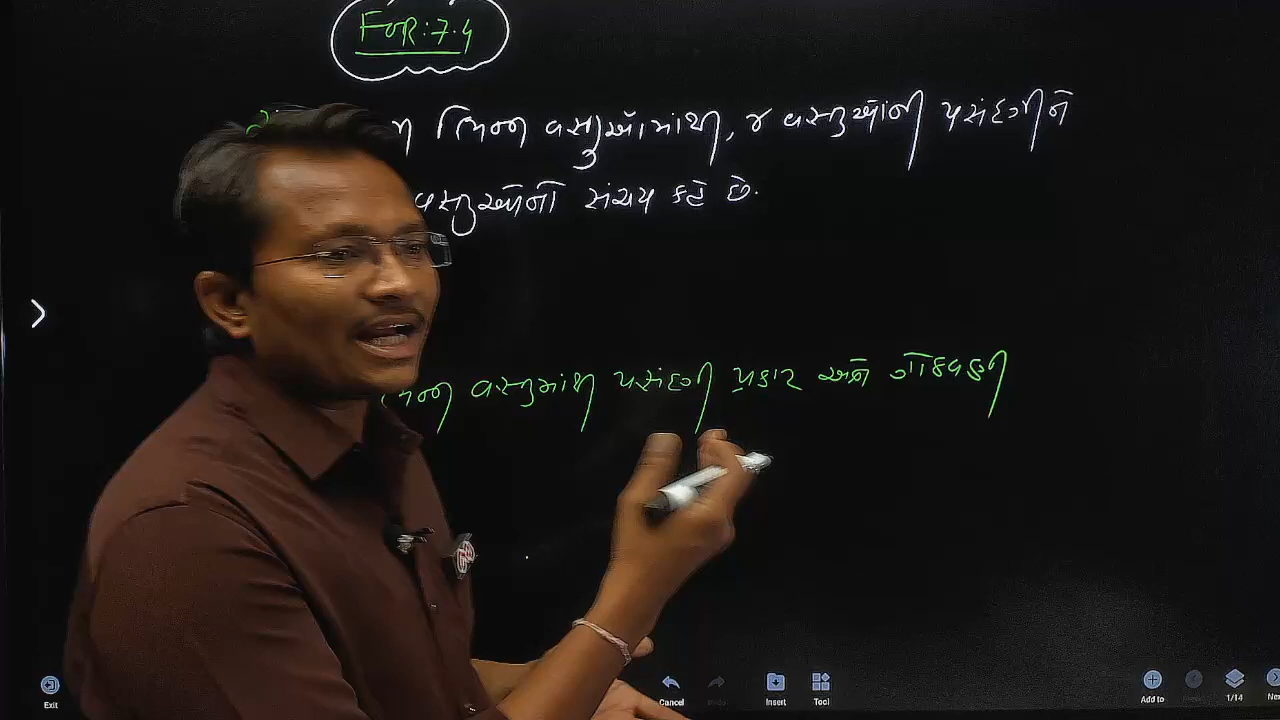 FOR: 7.4
ભિન્ન વસ્તુઓમાંથી, ૪ વસ્તુઓની પસંદગીને
વસ્તુઓનો સંચય કહે છે.
વસ્તુમાંથી પસંદગી પ્રકાર અને ગોઠવણી
Exit
Cancel
Insert
Tool
Add to
1/14